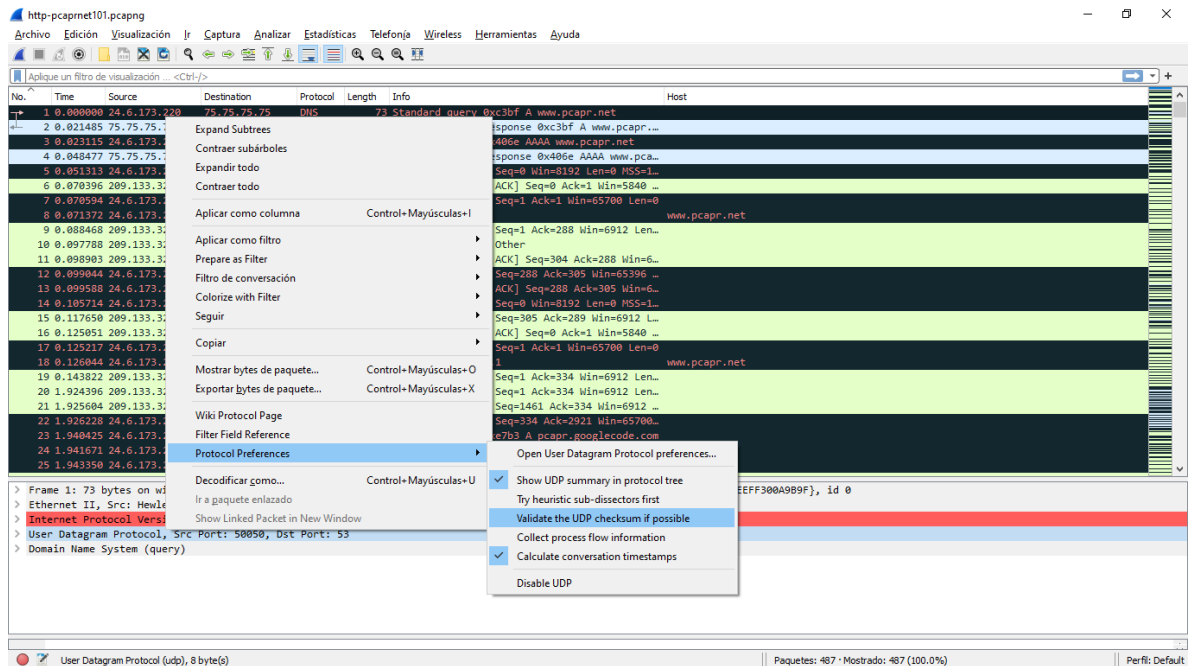 http-pcaprnet101.pcapng
Archivo Edición Visualización Ir Captura Analizar Estadísticas Telefonía Wireless Herramientas Ayuda
Aplique un filtro de visualización ... <Ctrl-/>
No. Time Source Destination Protocol Length Info Host
1 0.000000 24.6.173.220 75.75.75.75 DNS 73 Standard query 0xc3bf A www.pcapr.net
2 0.021485 75.75.75. sponse 0xc3bf A www.pcapr.…
3 0.023115 24.6.173. 406e AAAA www.pcapr.net
4 0.048477 75.75.75. sponse 0x406e AAAA www.pca…
5 0.051313 24.6.173. Seq=0 Win=8192 Len=0 MSS=1…
6 0.070396 209.133.32 ACK] Seq=0 Ack=1 Win=5840 …
7 0.070594 24.6.173. Seq=1 Ack=1 Win=65700 Len=0
8 0.071372 24.6.173. www.pcapr.net
9 0.088468 209.133.32 Seq=1 Ack=288 Win=6912 Len…
10 0.097788 209.133.32 Other
11 0.098903 209.133.32 ACK] Seq=304 Ack=288 Win=6…
12 0.099044 24.6.173. Seq=288 Ack=305 Win=65396 …
13 0.099588 24.6.173. ACK] Seq=288 Ack=305 Win=6…
14 0.105714 24.6.173. Seq=0 Win=8192 Len=0 MSS=1…
15 0.117650 209.133.32 Seq=305 Ack=289 Win=6912 L…
16 0.125051 209.133.32 ACK] Seq=0 Ack=1 Win=5840 …
17 0.125217 24.6.173. Seq=1 Ack=1 Win=65700 Len=0
18 0.126044 24.6.173. 1 www.pcapr.net
19 0.143822 209.133.32 Seq=1 Ack=334 Win=6912 Len…
20 1.924396 209.133.32 Seq=1 Ack=334 Win=6912 Len…
21 1.925604 209.133.32 Seq=1461 Ack=334 Win=6912 …
22 1.926228 24.6.173. Seq=334 Ack=2921 Win=65700…
23 1.940425 24.6.173. e7b3 A pcapr.googlecode.com
24 1.941671 24.6.173.
25 1.943350 24.6.173.
Expand Subtrees
Contraer subárboles
Expandir todo
Contraer todo
Aplicar como columna Control+Mayúsculas+I
Aplicar como filtro
Prepare as Filter
Filtro de conversación
Colorize with Filter
Seguir
Copiar
Mostrar bytes de paquete... Control+Mayúsculas+O
Exportar bytes de paquete... Control+Mayúsculas+X
Wiki Protocol Page
Filter Field Reference
Protocol Preferences
Decodificar como... Control+Mayúsculas+U
Ir a paquete enlazado
Show Linked Packet in New Window
Open User Datagram Protocol preferences...
Show UDP summary in protocol tree
Try heuristic sub-dissectors first
Validate the UDP checksum if possible
Collect process flow information
Calculate conversation timestamps
Disable UDP
Frame 1: 73 bytes on wi EEFF300A9B9F}, id 0
Ethernet II, Src: Hewle
Internet Protocol Versi
User Datagram Protocol, Src Port: 50050, Dst Port: 53
Domain Name System (query)
User Datagram Protocol (udp), 8 byte(s) Paquetes: 487 · Mostrado: 487 (100.0%) Perfil: Default